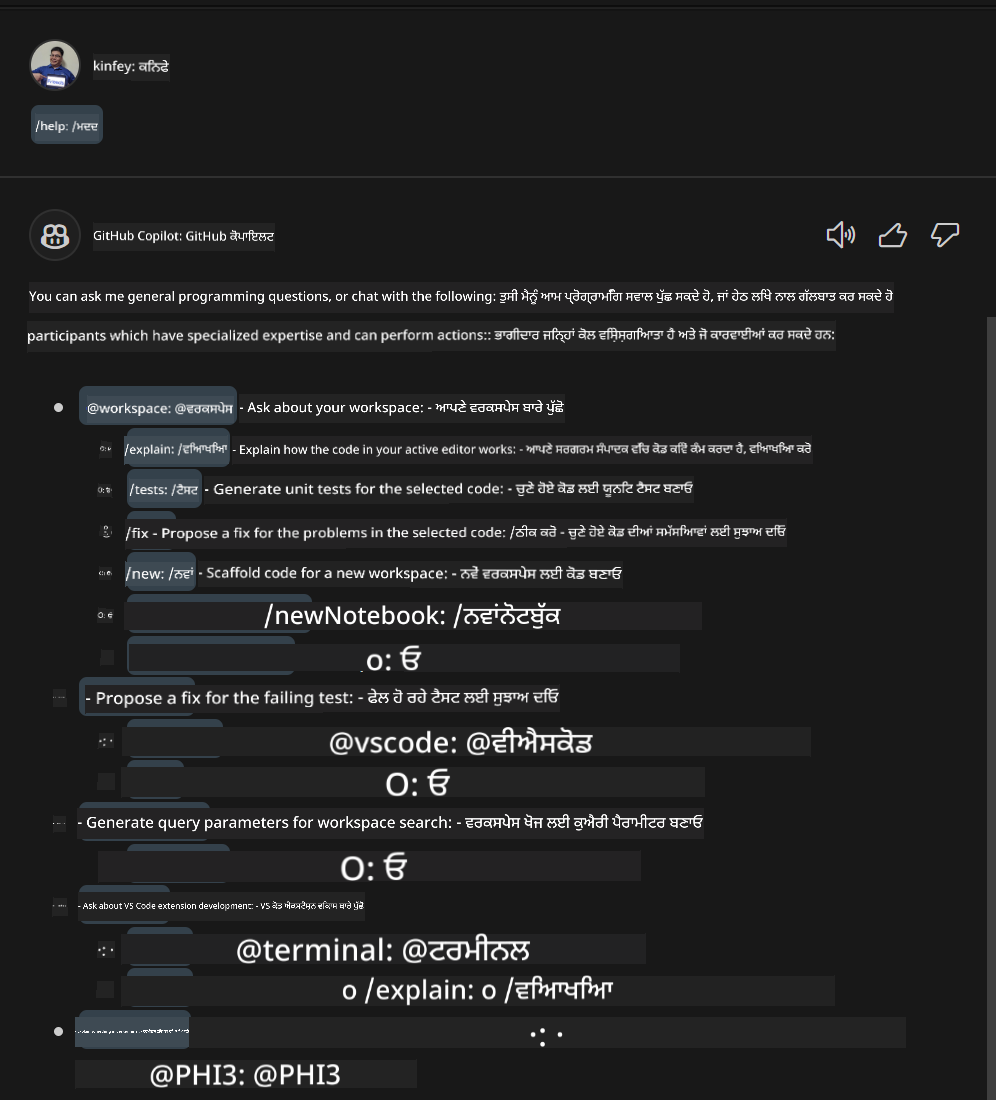 kinfey: ਕਨਿਫੇ
/help: /ਮਦਦ
GitHub Copilot: GitHub ਕੋਪਾਇਲਟ
You can ask me general programming questions, or chat with the following: ਤੁਸੀ ਮੈਨੂੰ ਆਮ ਪ੍ਰੋਗ੍ਰਾਮਿੰਗ ਸਵਾਲ ਪੁੱਛ ਸਕਦੇ ਹੋ, ਜਾਂ ਹੇਠ ਲਿਖੇ ਨਾਲ ਗੱਲਬਾਤ ਕਰ ਸਕਦੇ ਹੋ
participants which have specialized expertise and can perform actions:: ਭਾਗੀਦਾਰ ਜਿਨ੍ਹਾਂ ਕੋਲ ਵਿਸ਼ੇਸ਼ਗਿਆਤਾ ਹੈ ਅਤੇ ਜੋ ਕਾਰਵਾਈਆਂ ਕਰ ਸਕਦੇ ਹਨ:
@workspace: @ਵਰਕਸਪੇਸ - Ask about your workspace: - ਆਪਣੇ ਵਰਕਸਪੇਸ ਬਾਰੇ ਪੁੱਛੋ
/explain: /ਵਿਆਖਿਆ - Explain how the code in your active editor works: - ਆਪਣੇ ਸਰਗਰਮ ਸੰਪਾਦਕ ਵਿੱਚ ਕੋਡ ਕਿਵੇਂ ਕੰਮ ਕਰਦਾ ਹੈ, ਵਿਆਖਿਆ ਕਰੋ
/tests: /ਟੈਸਟ - Generate unit tests for the selected code: - ਚੁਣੇ ਹੋਏ ਕੋਡ ਲਈ ਯੂਨਿਟ ਟੈਸਟ ਬਣਾਓ
/fix - Propose a fix for the problems in the selected code: /ਠੀਕ ਕਰੋ - ਚੁਣੇ ਹੋਏ ਕੋਡ ਦੀਆਂ ਸਮੱਸਿਆਵਾਂ ਲਈ ਸੁਝਾਅ ਦਿਓ
/new: /ਨਵਾਂ - Scaffold code for a new workspace: - ਨਵੇਂ ਵਰਕਸਪੇਸ ਲਈ ਕੋਡ ਬਣਾਓ
/newNotebook: /ਨਵਾਂਨੋਟਬੁੱਕ
o: ਓ
- Propose a fix for the failing test: - ਫੇਲ ਹੋ ਰਹੇ ਟੈਸਟ ਲਈ ਸੁਝਾਅ ਦਿਓ
@vscode: @ਵੀਐਸਕੋਡ
O: ਓ
- Generate query parameters for workspace search: - ਵਰਕਸਪੇਸ ਖੋਜ ਲਈ ਕੁਐਰੀ ਪੈਰਾਮੀਟਰ ਬਣਾਓ
O: ਓ
- Ask about VS Code extension development: - VS ਕੋਡ ਐਕਸਟੈਂਸ਼ਨ ਵਿਕਾਸ ਬਾਰੇ ਪੁੱਛੋ
@terminal: @ਟਰਮੀਨਲ
o /explain: o /ਵਿਆਖਿਆ
@PHI3: @PHI3